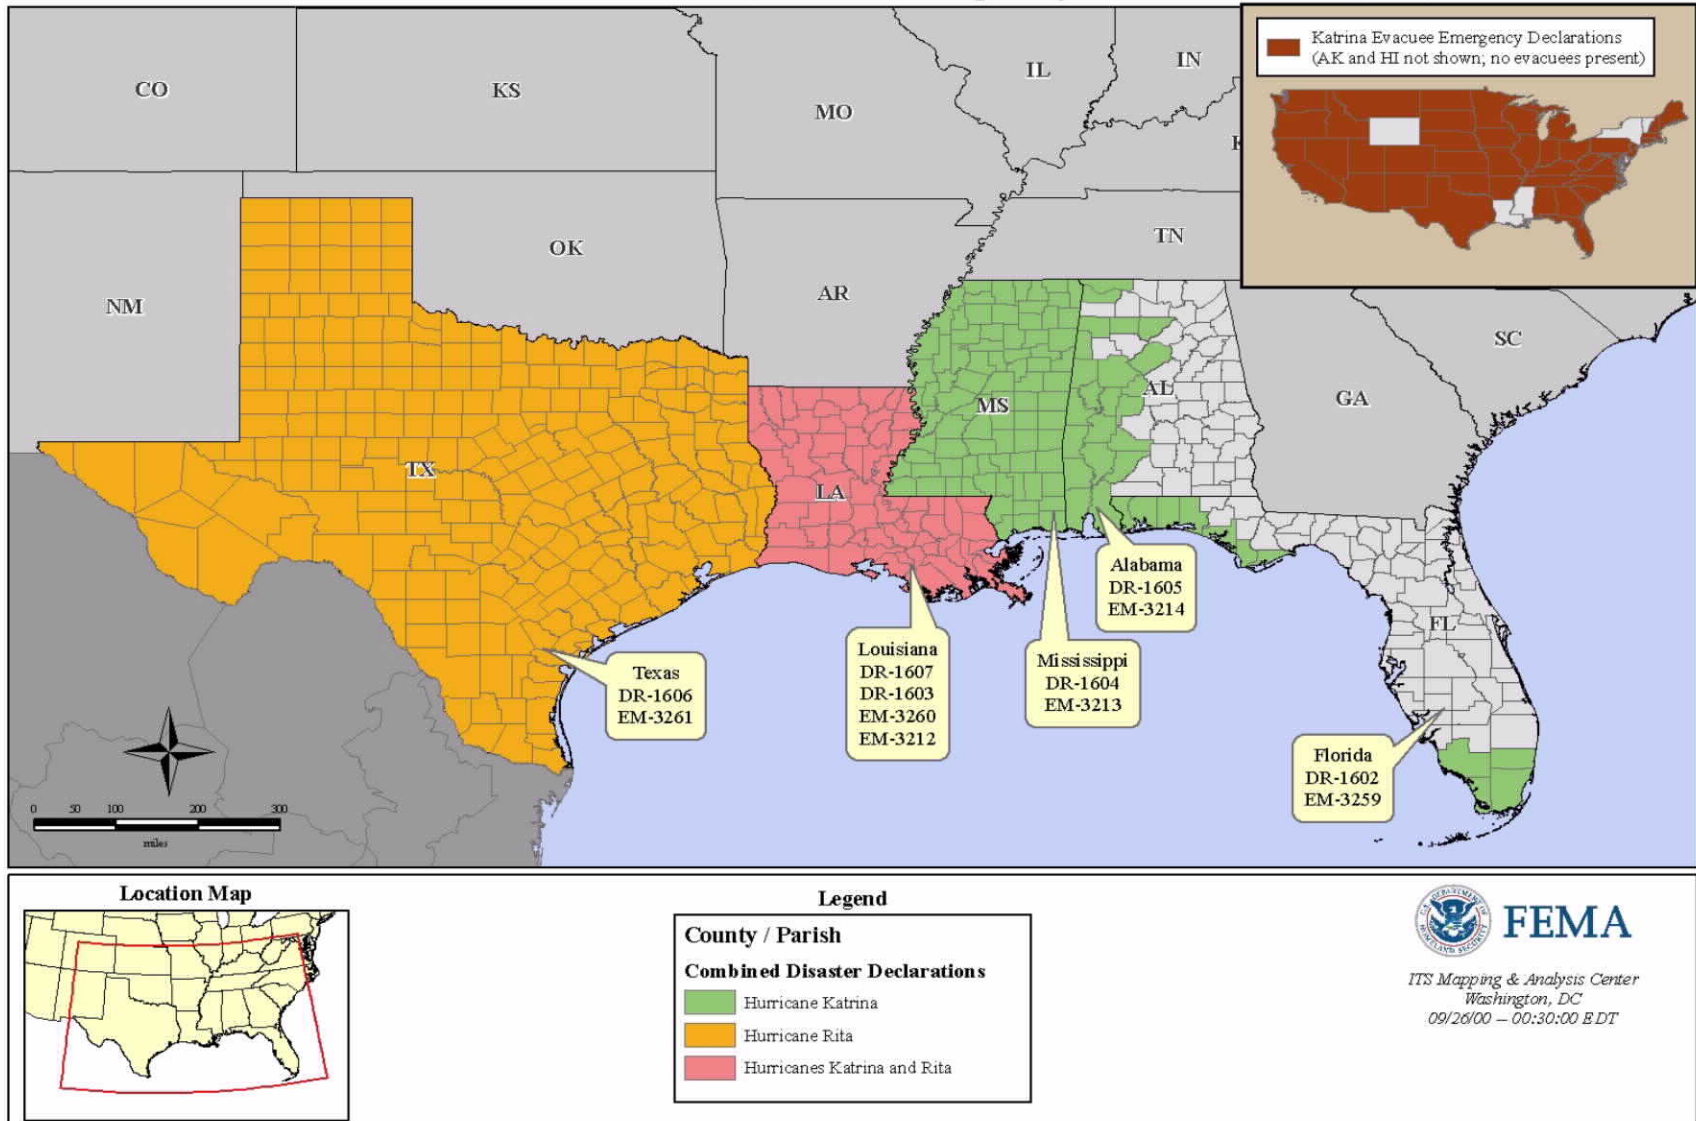 Katrina Evacuee Emergency Declarations
(AK and HI not shown; no evacuees present)
CO
KS
MO
IL
IN
NM
OK
AR
TN
TX
LA
MS
AL
GA
SC
FL
Texas
DR-1606
EM-3261
Louisiana
DR-1607
DR-1603
EM-3260
EM-3212
Mississippi
DR-1604
EM-3213
Alabama
DR-1605
EM-3214
Florida
DR-1602
EM-3259
0 50 100 200 300
miles
Location Map
Legend
County / Parish
Combined Disaster Declarations
Hurricane Katrina
Hurricane Rita
Hurricanes Katrina and Rita
FEMA
ITS Mapping & Analysis Center
Washington, DC
09/26/00 – 00:30:00 EDT